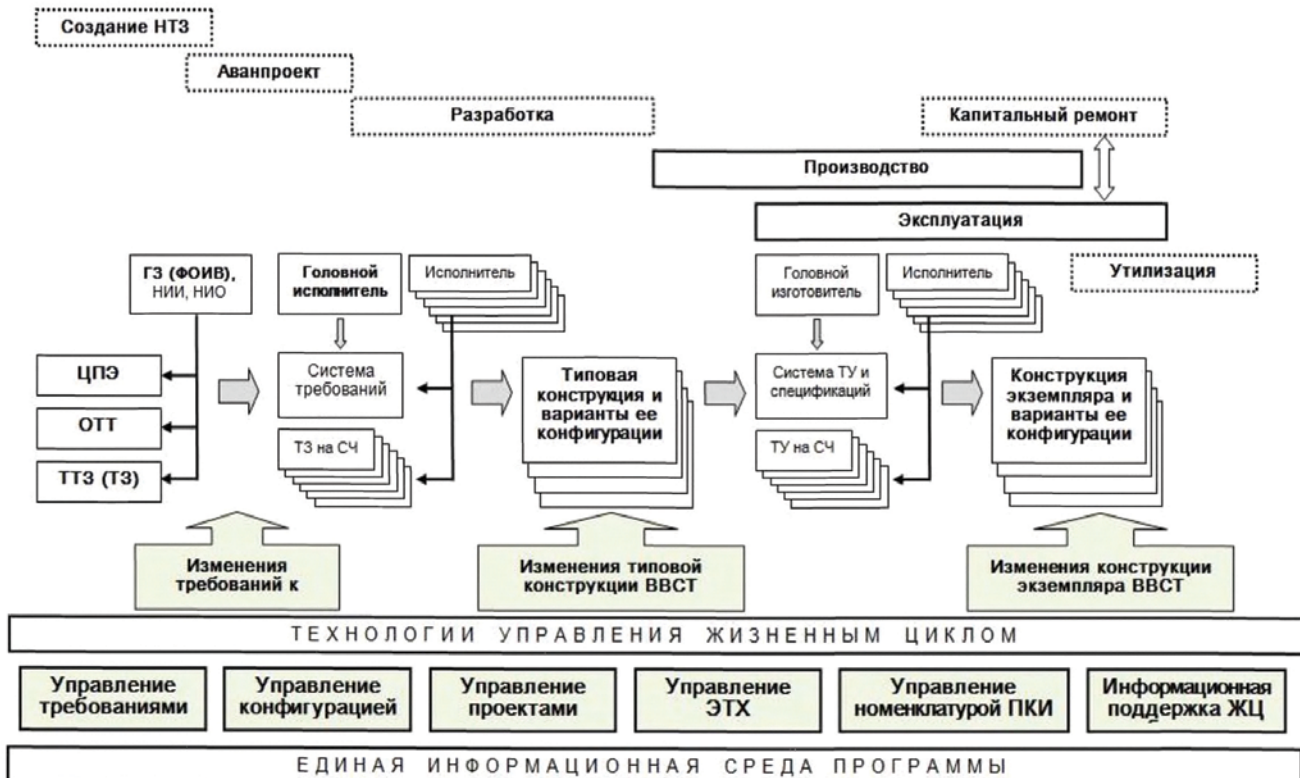 Создание НТЗ
Аванпроект
Разработка
Капитальный ремонт
Производство
Эксплуатация
Утилизация
ГЗ (ФОИВ),
НИИ, НИО
Головной
исполнитель
Исполнитель
Головной
изготовитель
Исполнитель
ЦПЭ
ОТТ
ТТЗ (ТЗ)
Система
требований
ТЗ на СЧ
Типовая
конструкция и
варианты ее
конфигурации
Система ТУ и
спецификаций
ТУ на СЧ
Конструкция
экземпляра и
варианты ее
конфигурации
Изменения
требований к
Изменения типовой
конструкции ВВСТ
Изменения конструкции
экземпляра ВВСТ
ТЕХНОЛОГИИ УПРАВЛЕНИЯ ЖИЗНЕННЫМ ЦИКЛОМ
Управление
требованиями
Управление
конфигурацией
Управление
проектами
Управление
ЭТХ
Управление
номенклатурой ПКИ
Информационная
поддержка ЖЦ
ЕДИНАЯ ИНФОРМАЦИОННАЯ СРЕДА ПРОГРАММЫ